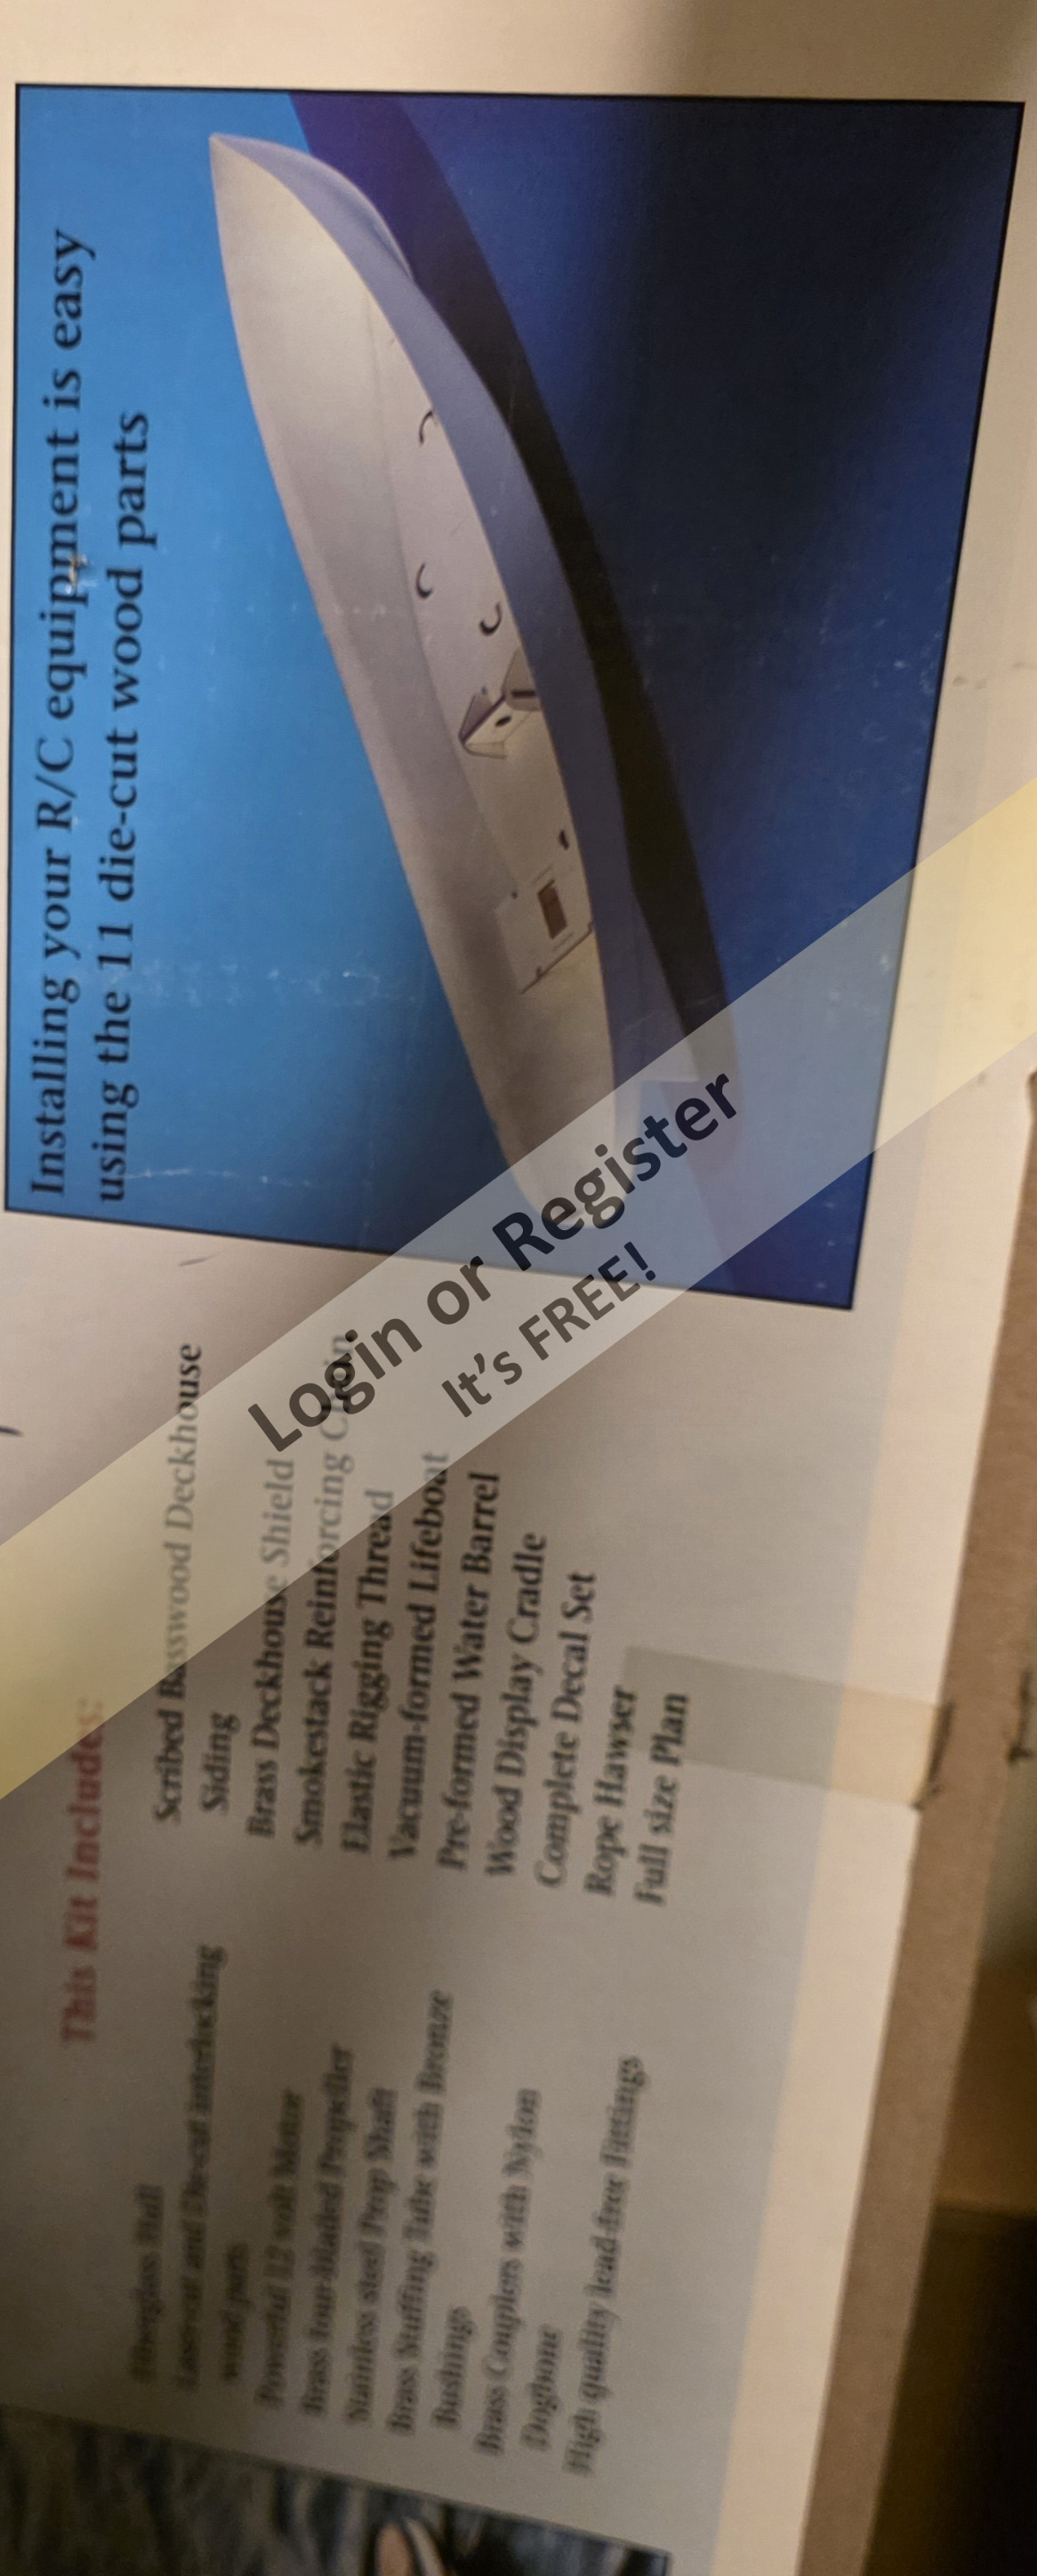 This Kit Includes:
Fiberglass Hull
Laser-cut and Die-cut interlocking
wood parts
Powerful 12 volt Motor
Brass four-bladed Propeller
Stainless steel Prop Shaft
Brass Stuffing Tube with Bronze
Bushings
Brass Couplers with Nylon
Dogbone
High quality lead-free fittings
Scribed Basswood Deckhouse
Siding
Brass Deckhouse Shield
Smokestack Reinforcing Chain
Elastic Rigging Thread
Vacuum-formed Lifeboat
Pre-formed Water Barrel
Wood Display Cradle
Complete Decal Set
Rope Hawser
Full size Plan
Installing your R/C equipment is easy
using the 11 die-cut wood parts
Login or Register
It's FREE!